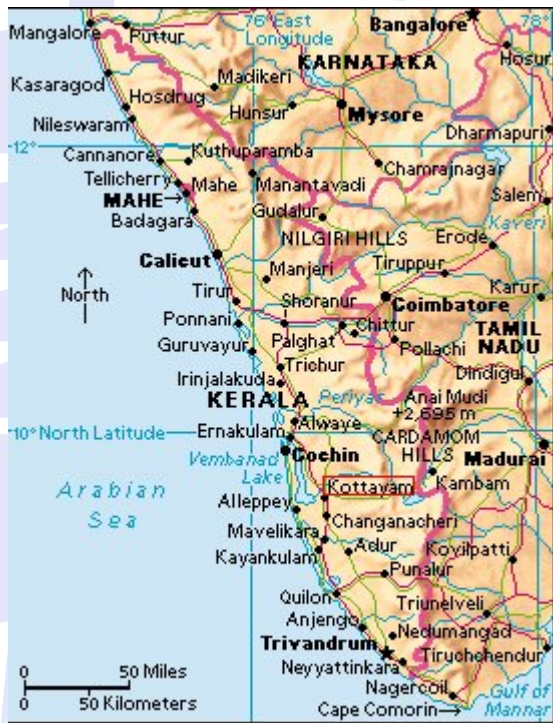 76° East
Longitude
Bangalore
78°
Mangalore
Puttur
KARNATAKA
Hosur
Kasaragod
Madikeri
Hosdrug
Hunsur
Mysore
Nileswaram
Dharmapuri
12°
Cannanore
Kuthuparamba
Chamrajnagar
Tellicherry
Mahe
Manantavadi
Salem
MAHE
Badagara
Gudalur
Kaveri
NILGIRI HILLS
Erode
Calicut
Manjeri
Tiruppur
North
Tirur
Shoranur
Coimbatore
Karur
Ponnani
Chittur
TAMIL
NADU
Palghat
Pollachi
Guruvayur
Trichur
Dindigul
Irinjalakuda
Periyar
Anai Mudi
+2,695 m
KERALA
Alwaye
10° North Latitude
Ernakulam
CARDAMOM
HILLS
Cochin
Madurai
Vembanad
Lake
Kambam
Arabian
Sea
Kottayam
Alleppey
Changanacheri
Mavelikara
Adur
Kovilpatti
Kayankulam
Punalur
Quilon
Triunelveli
Anjengo
Nedumangad
Trivandrum
Tiruchchendur
Neyyattinkara
0 50 Miles
0 50 Kilometers
Nagercoil
Gulf of
Mannar
Cape Comorin